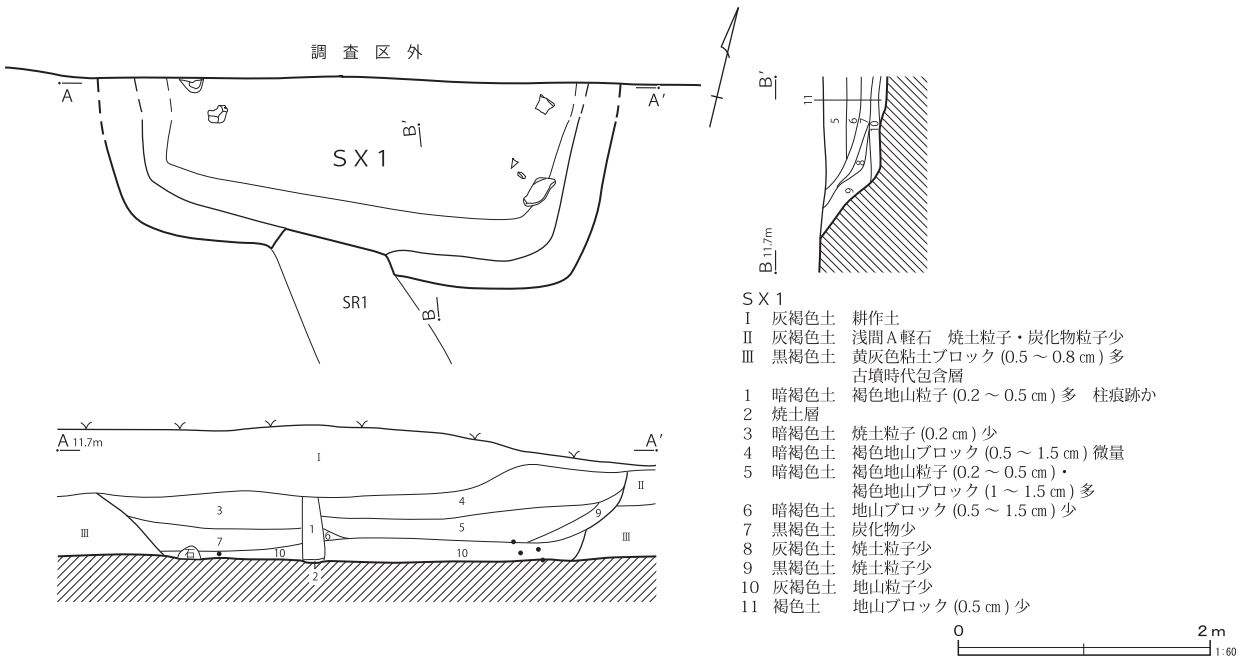 調査区外
A
A′
B′
SX1
SR1
B
B′
11
5
6
7
10
8
9
B 11.7m
A 11.7m
A′
Ⅰ
Ⅱ
4
3
9
1
5
Ⅲ
6
Ⅲ
7
石
10
10
2
SX1
Ⅰ 灰褐色土 耕作土
Ⅱ 灰褐色土 浅間A軽石 焼土粒子・炭化物粒子少
Ⅲ 黒褐色土 黄灰色粘土ブロック(0.5～0.8㎝)多
古墳時代包含層
1 暗褐色土 褐色地山粒子(0.2～0.5㎝)多 柱痕跡か
2 焼土層
3 暗褐色土 焼土粒子(0.2㎝)少
4 暗褐色土 褐色地山ブロック(0.5～1.5㎝)微量
5 暗褐色土 褐色地山粒子(0.2～0.5㎝)・
褐色地山ブロック(1～1.5㎝)多
6 暗褐色土 地山ブロック(0.5～1.5㎝)少
7 黒褐色土 炭化物少
8 灰褐色土 焼土粒子少
9 黒褐色土 焼土粒子少
10 灰褐色土 地山粒子少
11 褐色土 地山ブロック(0.5㎝)少
0 2m
1:60